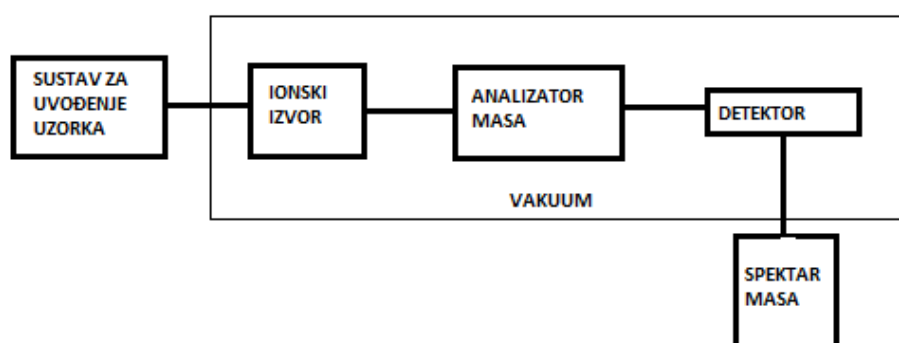 SUSTAV ZA
UVOĐENJE
UZORKA
IONSKI
IZVOR
ANALIZATOR
MASA
DETEKTOR
VAKUUM
SPEKTAR
MASA